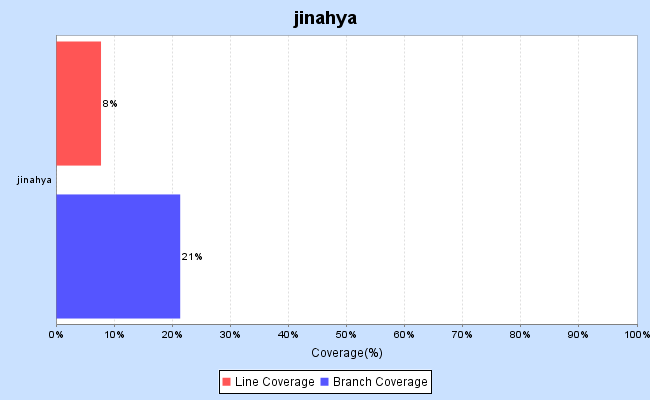 jinahya
8%
jinahya
21%
0% 10% 20% 30% 40% 50% 60% 70% 80% 90% 100%
Coverage(%)
Line Coverage Branch Coverage